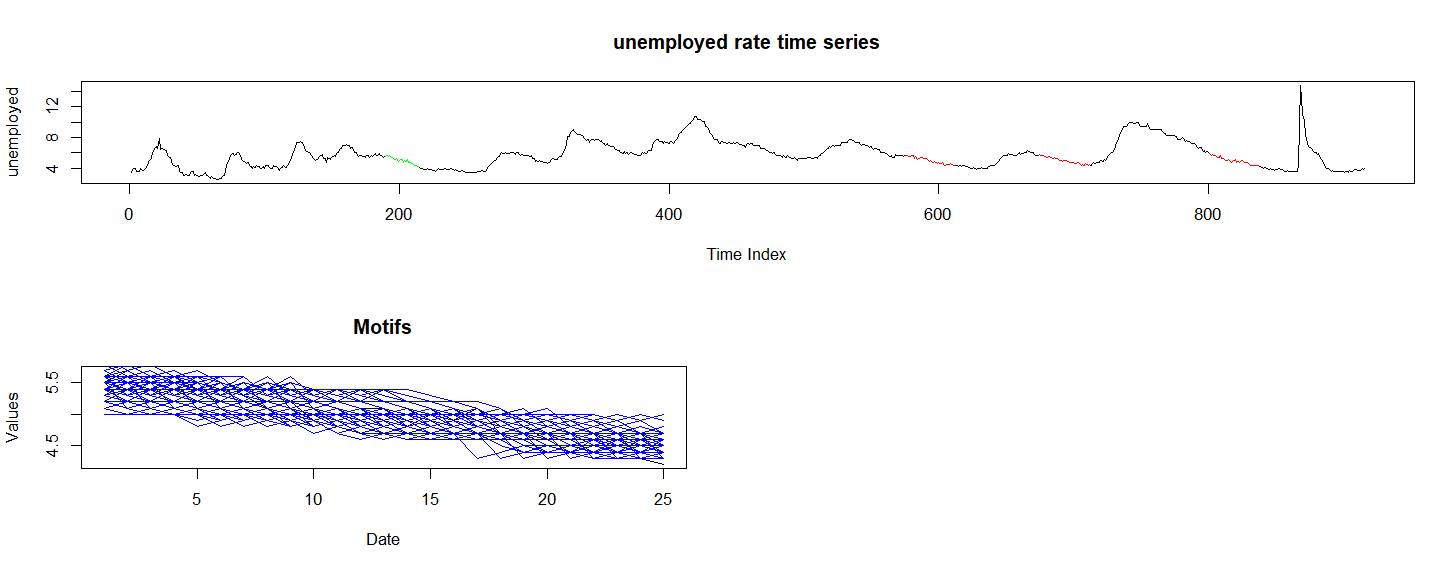 unemployed rate time series
unemployed
12
8
4
0 200 400 600 800
Time Index
Motifs
Values
5.5
4.5
5 10 15 20 25
Date